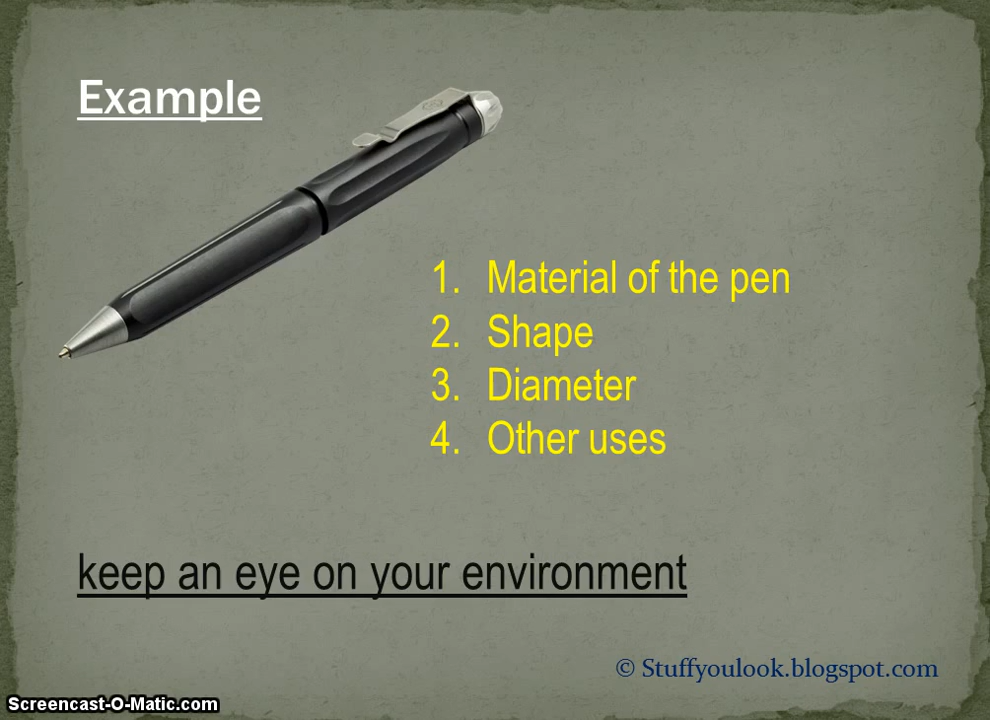 Example
1. Material of the pen
2. Shape
3. Diameter
4. Other uses
keep an eye on your environment
© Stuffyoulook.blogspot.com
Screencast-O-Matic.com